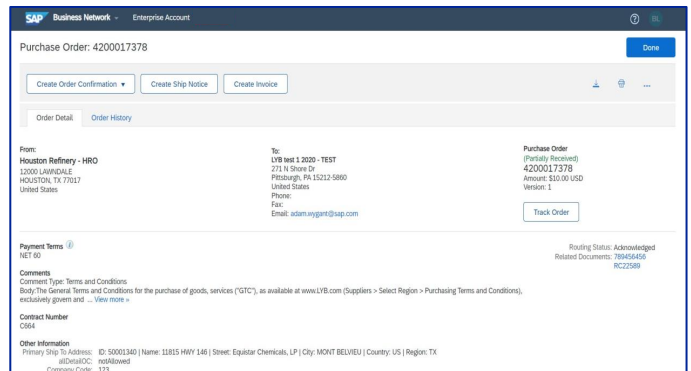 SAP Business Network Enterprise Account ? BL
Purchase Order: 4200017378 Done
Create Order Confirmation ▼ Create Ship Notice Create Invoice ...
Order Detail Order History
From:
Houston Refinery - HRO
12000 LAWNDALE
HOUSTON, TX 77017
United States
To:
LYB test 1 2020 - TEST
271 N Shore Dr
Pittsburgh, PA 15212-5860
United States
Phone:
Fax:
Email: adam.wygant@sap.com
Purchase Order
(Partially Received)
4200017378
Amount: $10.00 USD
Version: 1
Track Order
Payment Terms i
NET 60
Routing Status: Acknowledged
Related Documents: 789456456
RC22589
Comments
Comment Type: Terms and Conditions
Body:The General Terms and Conditions for the purchase of goods, services ("GTC"), as available at www.LYB.com (Suppliers > Select Region > Purchasing Terms and Conditions),
exclusively govern and ... View more »
Contract Number
C664
Other Information
Primary Ship To Address: ID: 50001340 | Name: 11815 HWY 146 | Street: Equistar Chemicals, LP | City: MONT BELVIEU | Country: US | Region: TX
allDetailOC: notAllowed
Company Code: 123